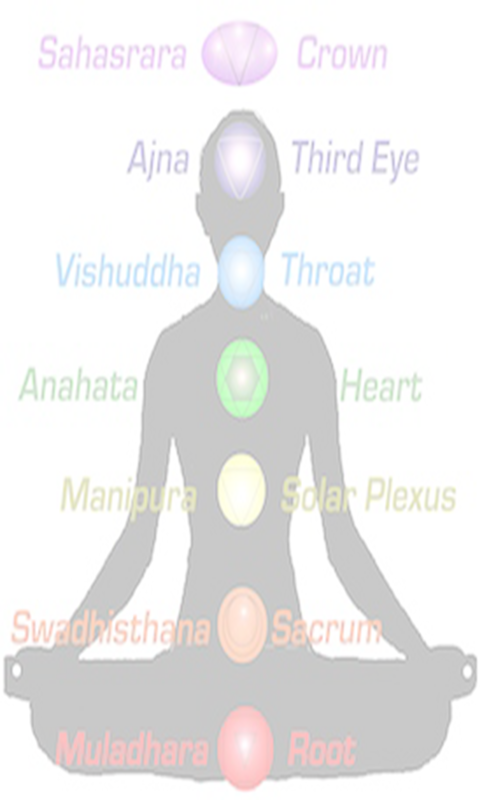 Sahasrara Crown
Ajna Third Eye
Vishuddha Throat
Anahata Heart
Manipura Solar Plexus
Swadhisthana Sacrum
Muladhara Root